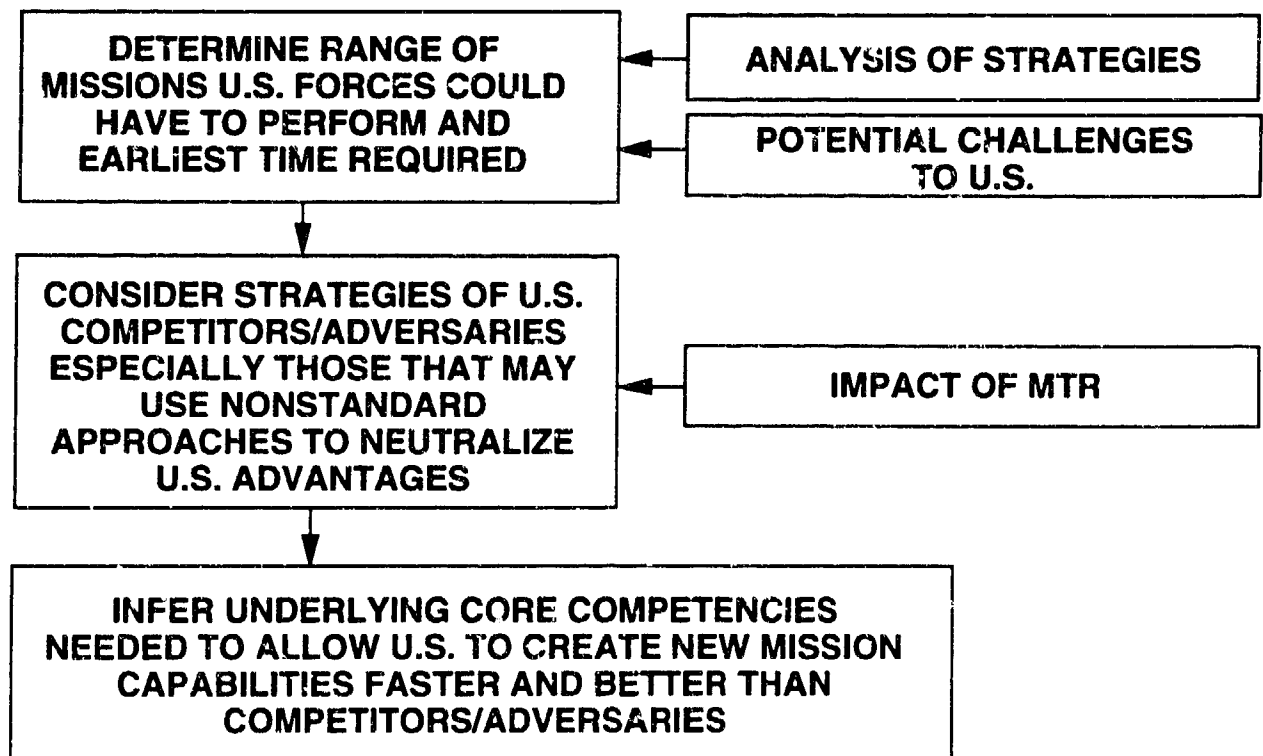 DETERMINE RANGE OF
MISSIONS U.S. FORCES COULD
HAVE TO PERFORM AND
EARLIEST TIME REQUIRED
ANALYSIS OF STRATEGIES
POTENTIAL CHALLENGES
TO U.S.
CONSIDER STRATEGIES OF U.S.
COMPETITORS/ADVERSARIES
ESPECIALLY THOSE THAT MAY
USE NONSTANDARD
APPROACHES TO NEUTRALIZE
U.S. ADVANTAGES
IMPACT OF MTR
INFER UNDERLYING CORE COMPETENCIES
NEEDED TO ALLOW U.S. TO CREATE NEW MISSION
CAPABILITIES FASTER AND BETTER THAN
COMPETITORS/ADVERSARIES